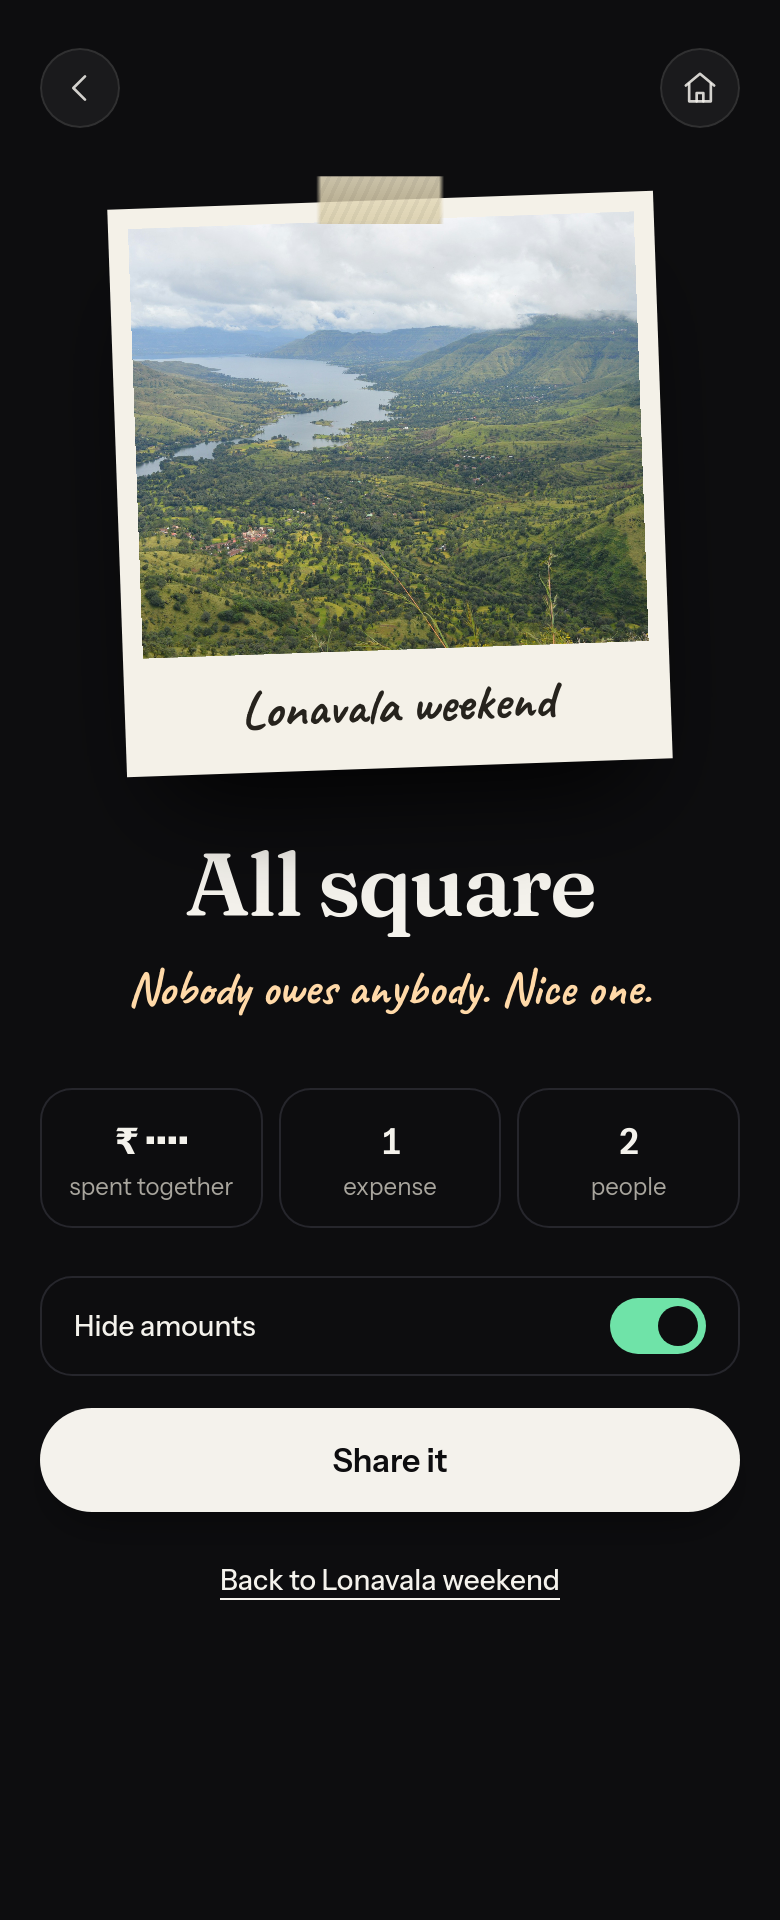 Lonavala weekend
All square
Nobody owes anybody. Nice one.
₹ ････
spent together
1
expense
2
people
Hide amounts
Share it
Back to Lonavala weekend